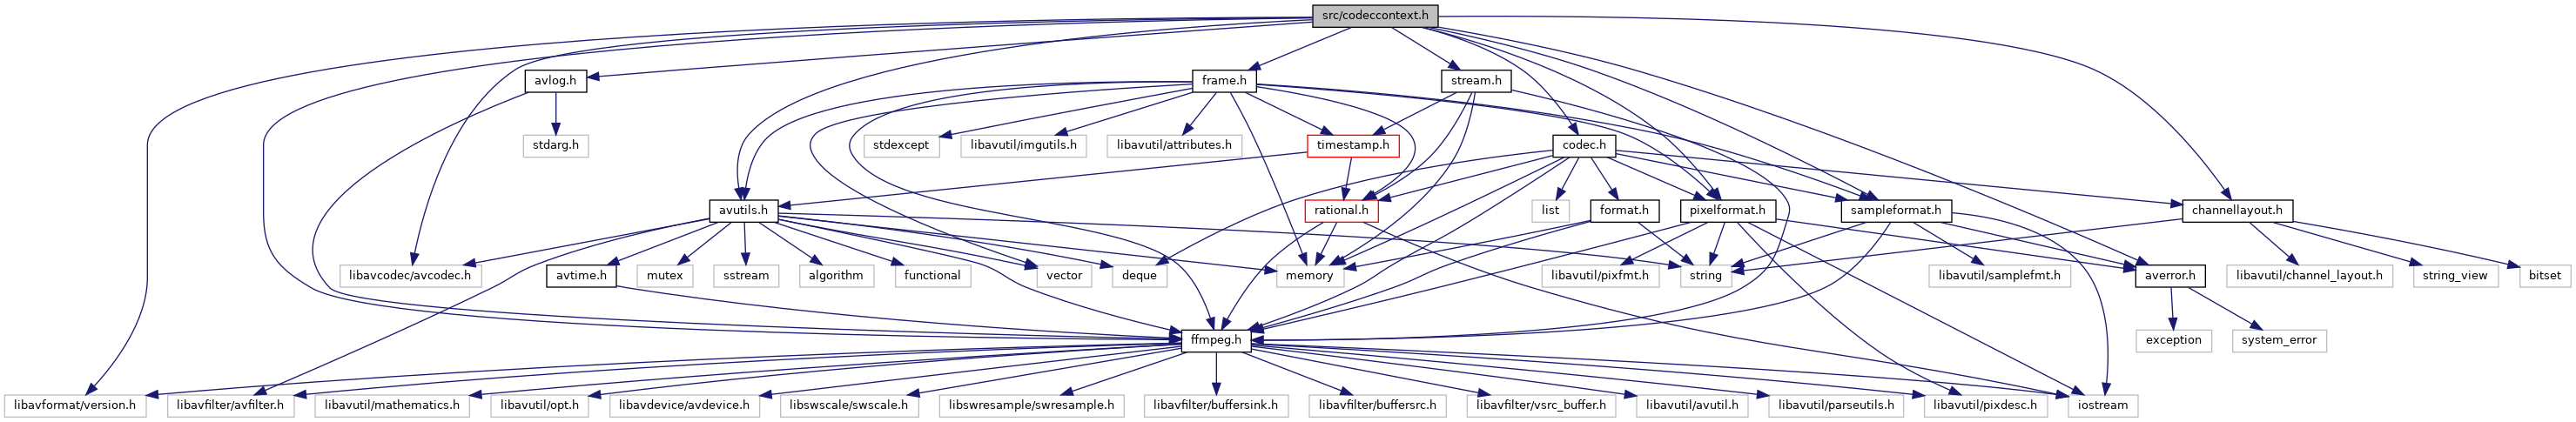 src/codeccontext.h
avlog.h
frame.h
stream.h
stdarg.h
stdexcept
libavutil/imgutils.h
libavutil/attributes.h
timestamp.h
codec.h
avutils.h
rational.h
list
format.h
pixelformat.h
sampleformat.h
channellayout.h
libavcodec/avcodec.h
avtime.h
mutex
sstream
algorithm
functional
vector
deque
memory
libavutil/pixfmt.h
string
libavutil/samplefmt.h
averror.h
libavutil/channel_layout.h
string_view
bitset
ffmpeg.h
exception
system_error
libavformat/version.h
libavfilter/avfilter.h
libavutil/mathematics.h
libavutil/opt.h
libavdevice/avdevice.h
libswscale/swscale.h
libswresample/swresample.h
libavfilter/buffersink.h
libavfilter/buffersrc.h
libavfilter/vsrc_buffer.h
libavutil/avutil.h
libavutil/parseutils.h
libavutil/pixdesc.h
iostream